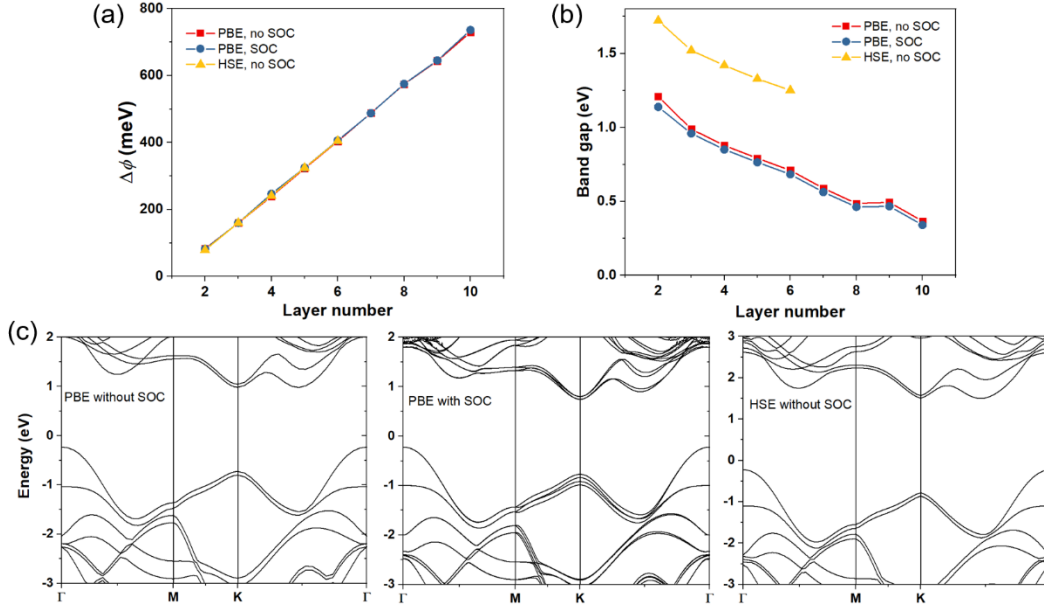 (a)
800
600
400
200
0
Δϕ (meV)
PBE, no SOC
PBE, SOC
HSE, no SOC
2 4 6 8 10
Layer number
(b)
1.5
1.0
0.5
0.0
Band gap (eV)
PBE, no SOC
PBE, SOC
HSE, no SOC
2 4 6 8 10
Layer number
(c)
Energy (eV)
2
1
0
-1
-2
-3
PBE without SOC
Γ M K Γ
2
1
0
-1
-2
-3
PBE with SOC
Γ M K Γ
3
2
1
0
-1
-2
-3
HSE without SOC
Γ M K Γ